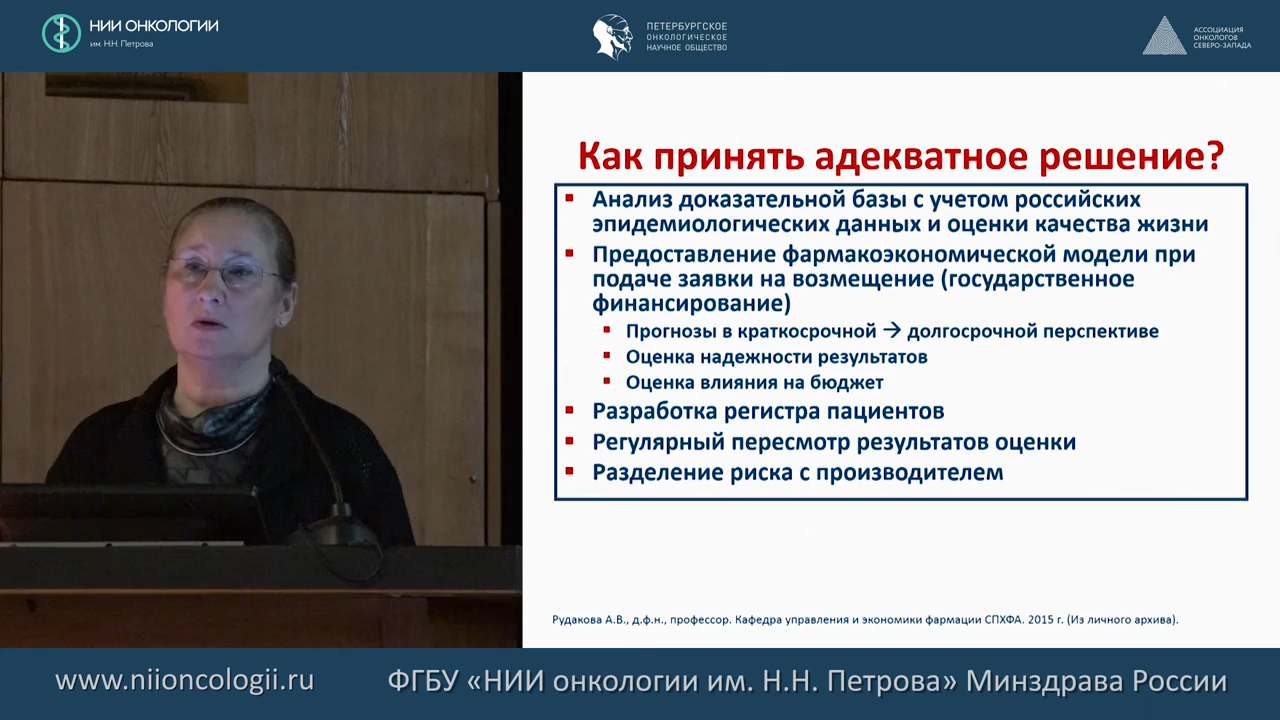 НИИ ОНКОЛОГИИ
им. Н.Н. Петрова
ПЕТЕРБУРГСКОЕ
ОНКОЛОГИЧЕСКОЕ
НАУЧНОЕ ОБЩЕСТВО
АССОЦИАЦИЯ
ОНКОЛОГОВ
СЕВЕРО-ЗАПАДА
Как принять адекватное решение?
Анализ доказательной базы с учетом российских
эпидемиологических данных и оценки качества жизни
Предоставление фармакоэкономической модели при
подаче заявки на возмещение (государственное
финансирование)
Прогнозы в краткосрочной → долгосрочной перспективе
Оценка надежности результатов
Оценка влияния на бюджет
Разработка регистра пациентов
Регулярный пересмотр результатов оценки
Разделение риска с производителем
Рудакова А.В., д.ф.н., профессор. Кафедра управления и экономики фармации СПХФА. 2015 г. (Из личного архива).
www.niioncologii.ru
ФГБУ «НИИ онкологии им. Н.Н. Петрова» Минздрава России